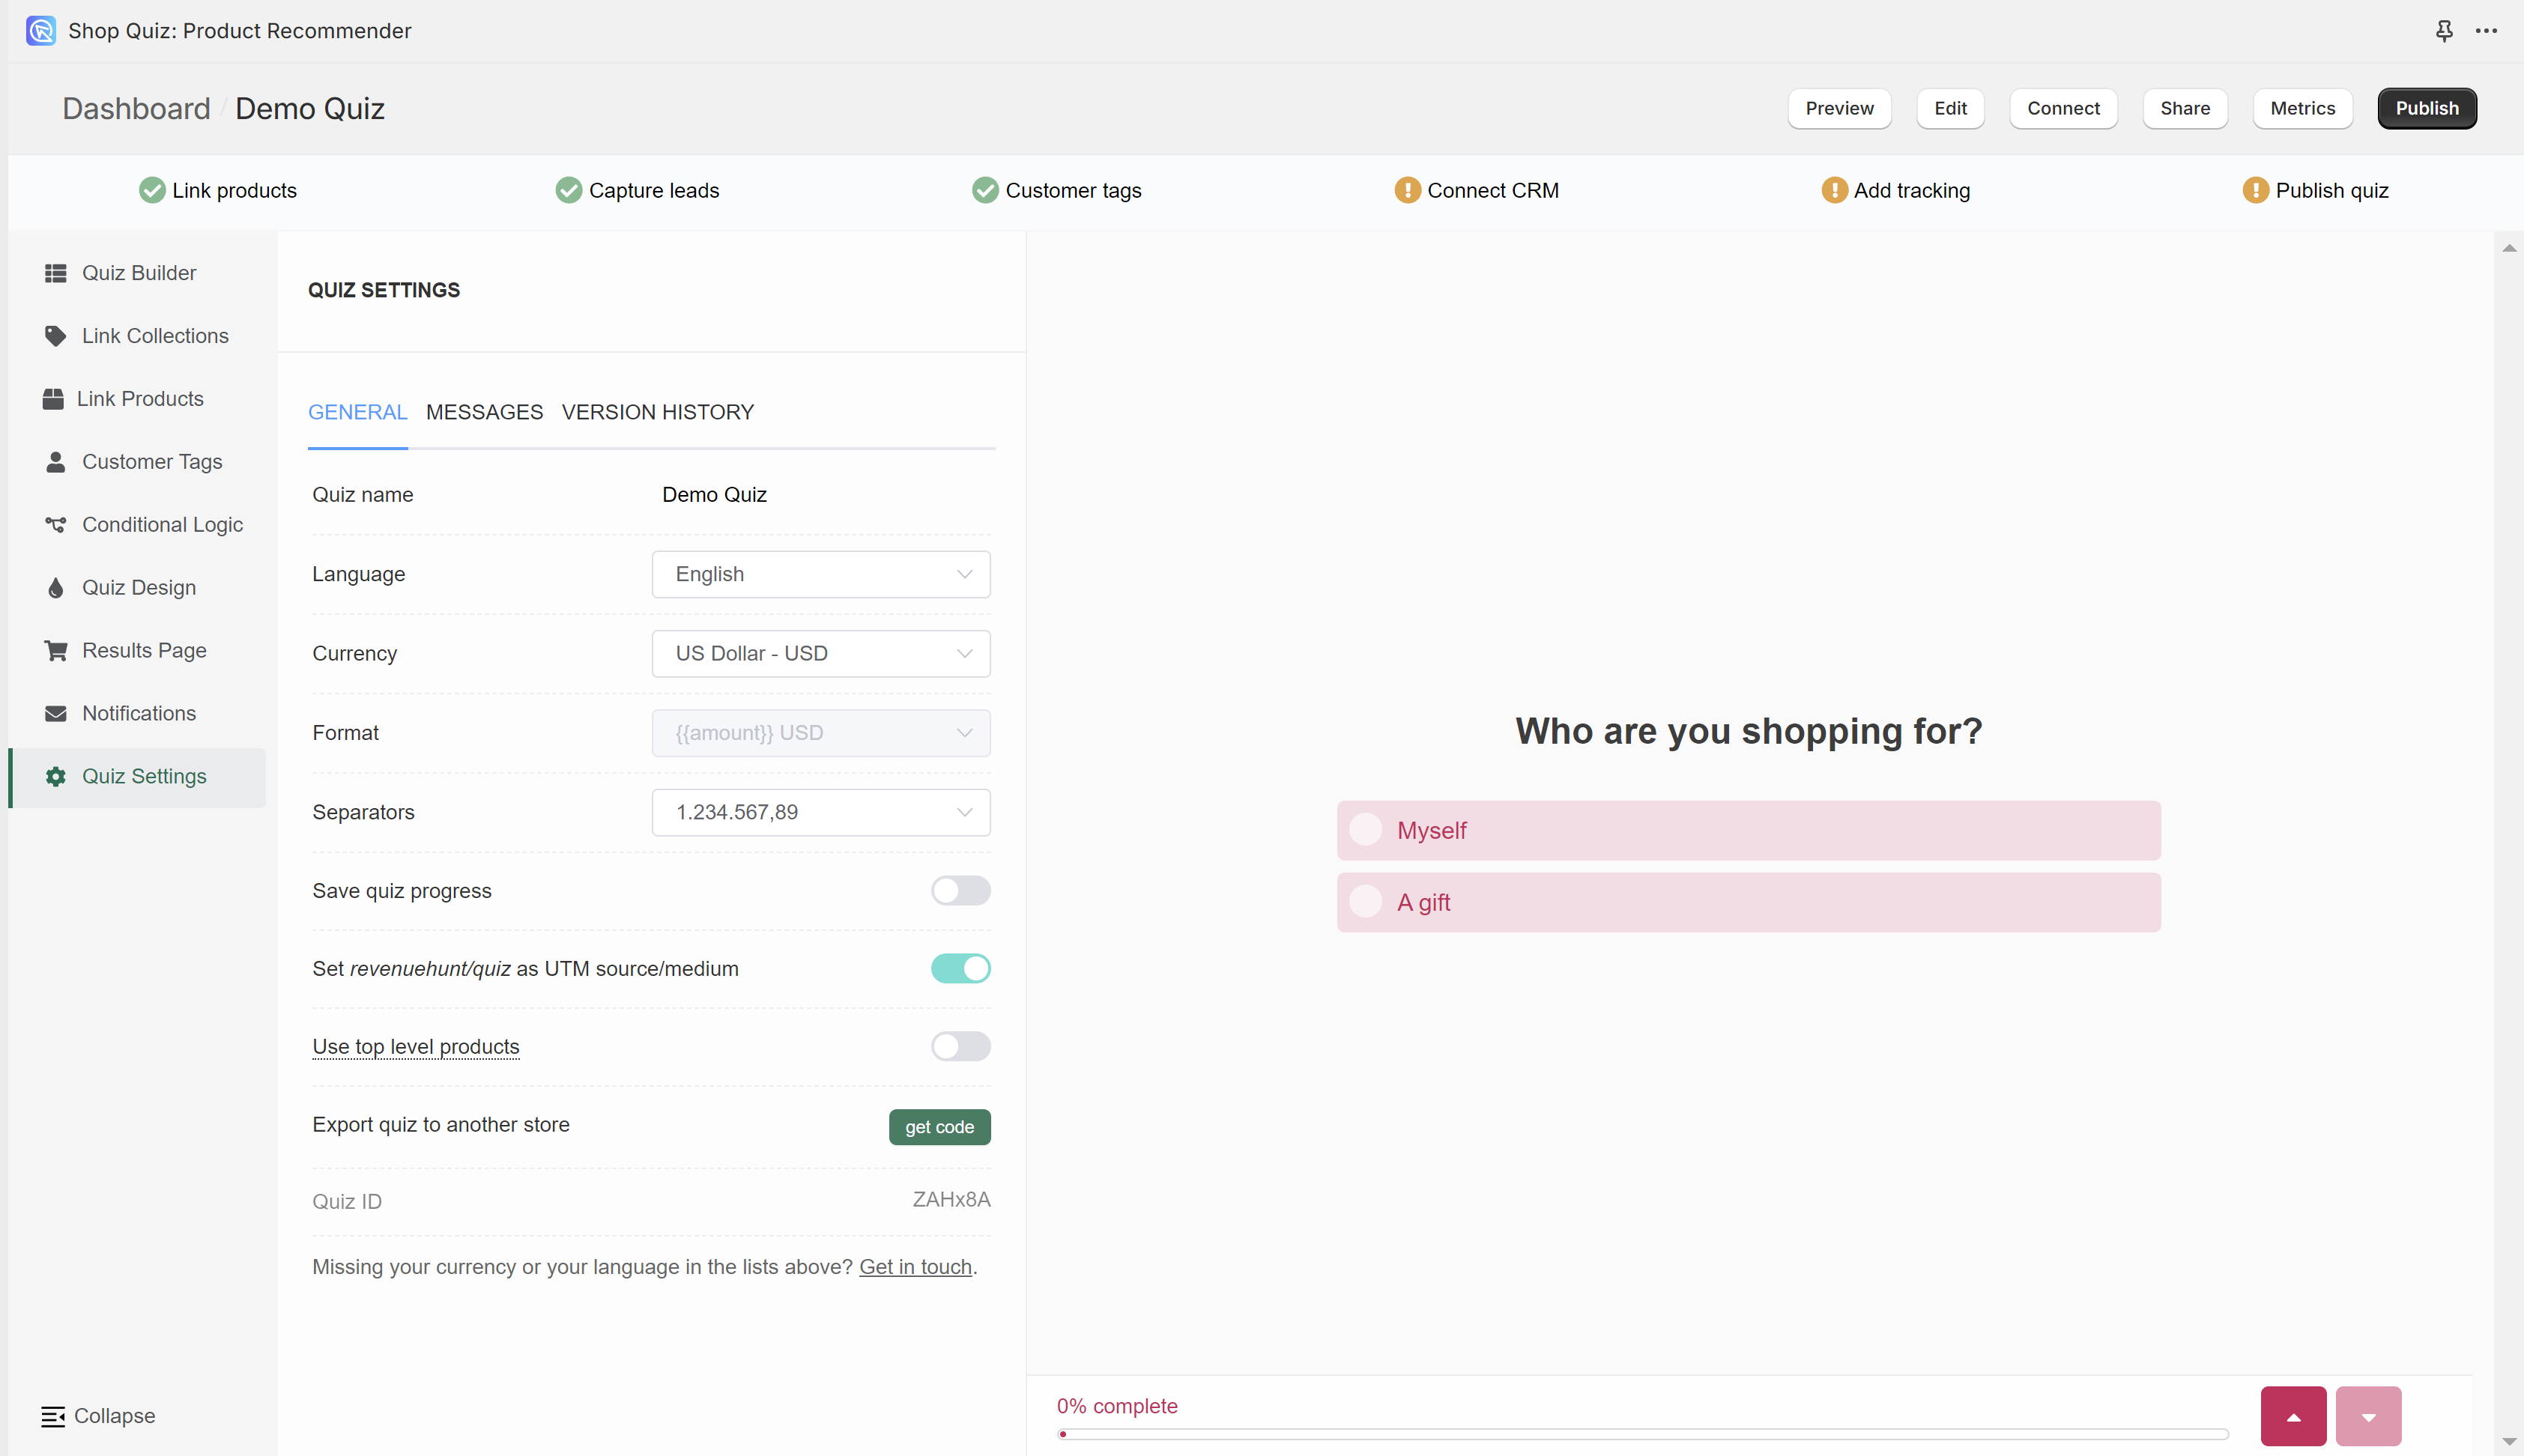 Shop Quiz: Product Recommender
Dashboard / Demo Quiz
Preview
Edit
Connect
Share
Metrics
Publish
Link products
Capture leads
Customer tags
Connect CRM
Add tracking
Publish quiz
Quiz Builder
Link Collections
Link Products
Customer Tags
Conditional Logic
Quiz Design
Results Page
Notifications
Quiz Settings
Collapse
QUIZ SETTINGS
GENERAL
MESSAGES
VERSION HISTORY
Quiz name
Demo Quiz
Language
English
Currency
US Dollar - USD
Format
{{amount}} USD
Separators
1.234.567,89
Save quiz progress
Set revenuehunt/quiz as UTM source/medium
Use top level products
Export quiz to another store
get code
Quiz ID
ZAHx8A
Missing your currency or your language in the lists above? Get in touch.
Who are you shopping for?
Myself
A gift
0% complete